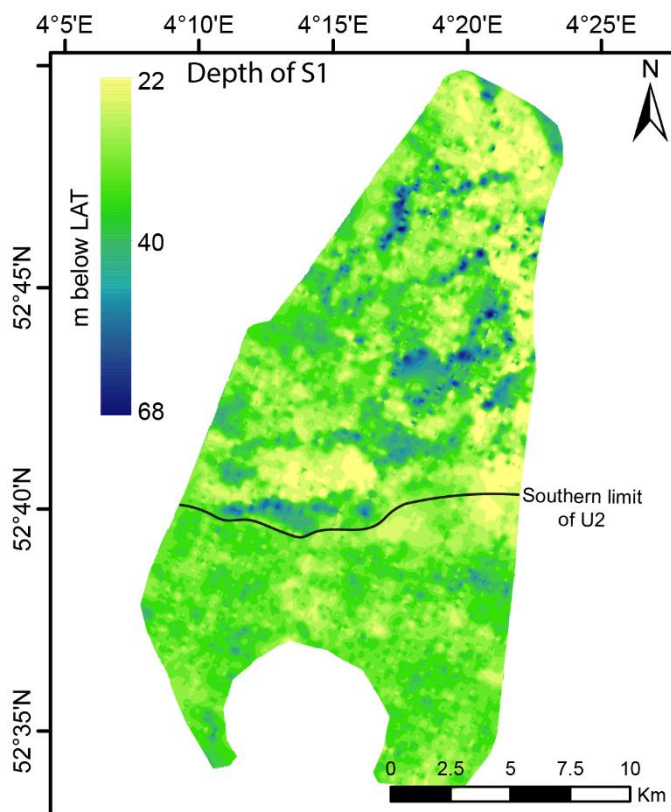 4°5'E 4°10'E 4°15'E 4°20'E 4°25'E
Depth of S1
N
22
40
68
m below LAT
52°45'N
52°40'N
52°35'N
Southern limit
of U2
0 2.5 5 7.5 10
Km